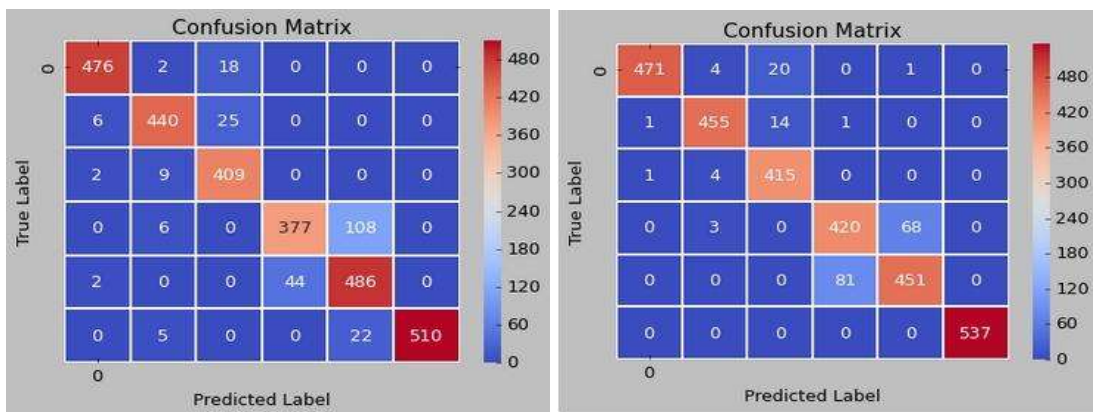 Confusion Matrix
0
476 2 18 0 0 0
6 440 25 0 0 0
2 9 409 0 0 0
0 6 0 377 108 0
2 0 0 44 486 0
0 5 0 0 22 510
0
True Label
Predicted Label
480
420
360
300
240
180
120
60
0
Confusion Matrix
0
471 4 20 0 1 0
1 455 14 1 0 0
1 4 415 0 0 0
0 3 0 420 68 0
0 0 0 81 451 0
0 0 0 0 0 537
0
True Label
Predicted Label
480
420
360
300
240
180
120
60
0